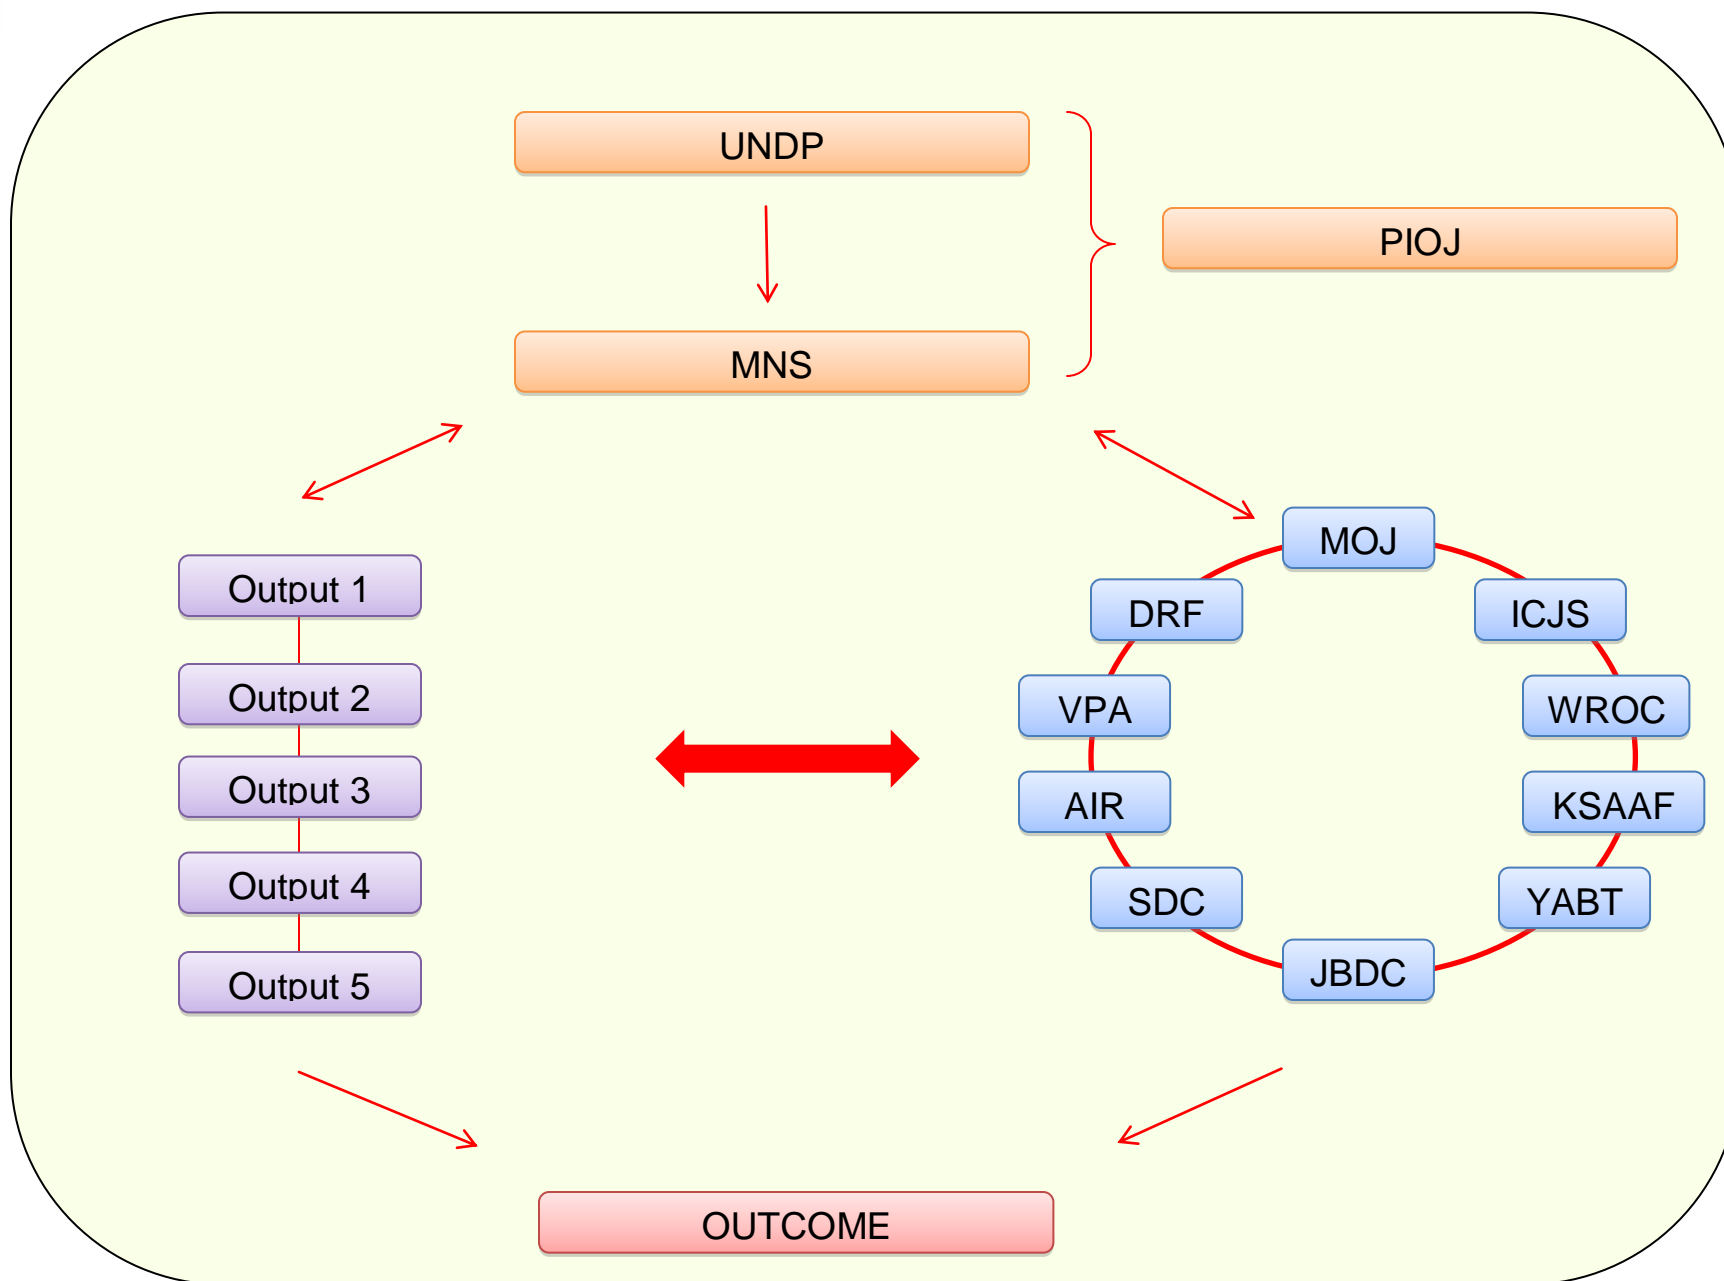 UNDP
PIOJ
MNS
MOJ
Output 1
DRF
ICJS
Output 2
VPA
WROC
Output 3
AIR
KSAAF
Output 4
SDC
YABT
Output 5
JBDC
OUTCOME